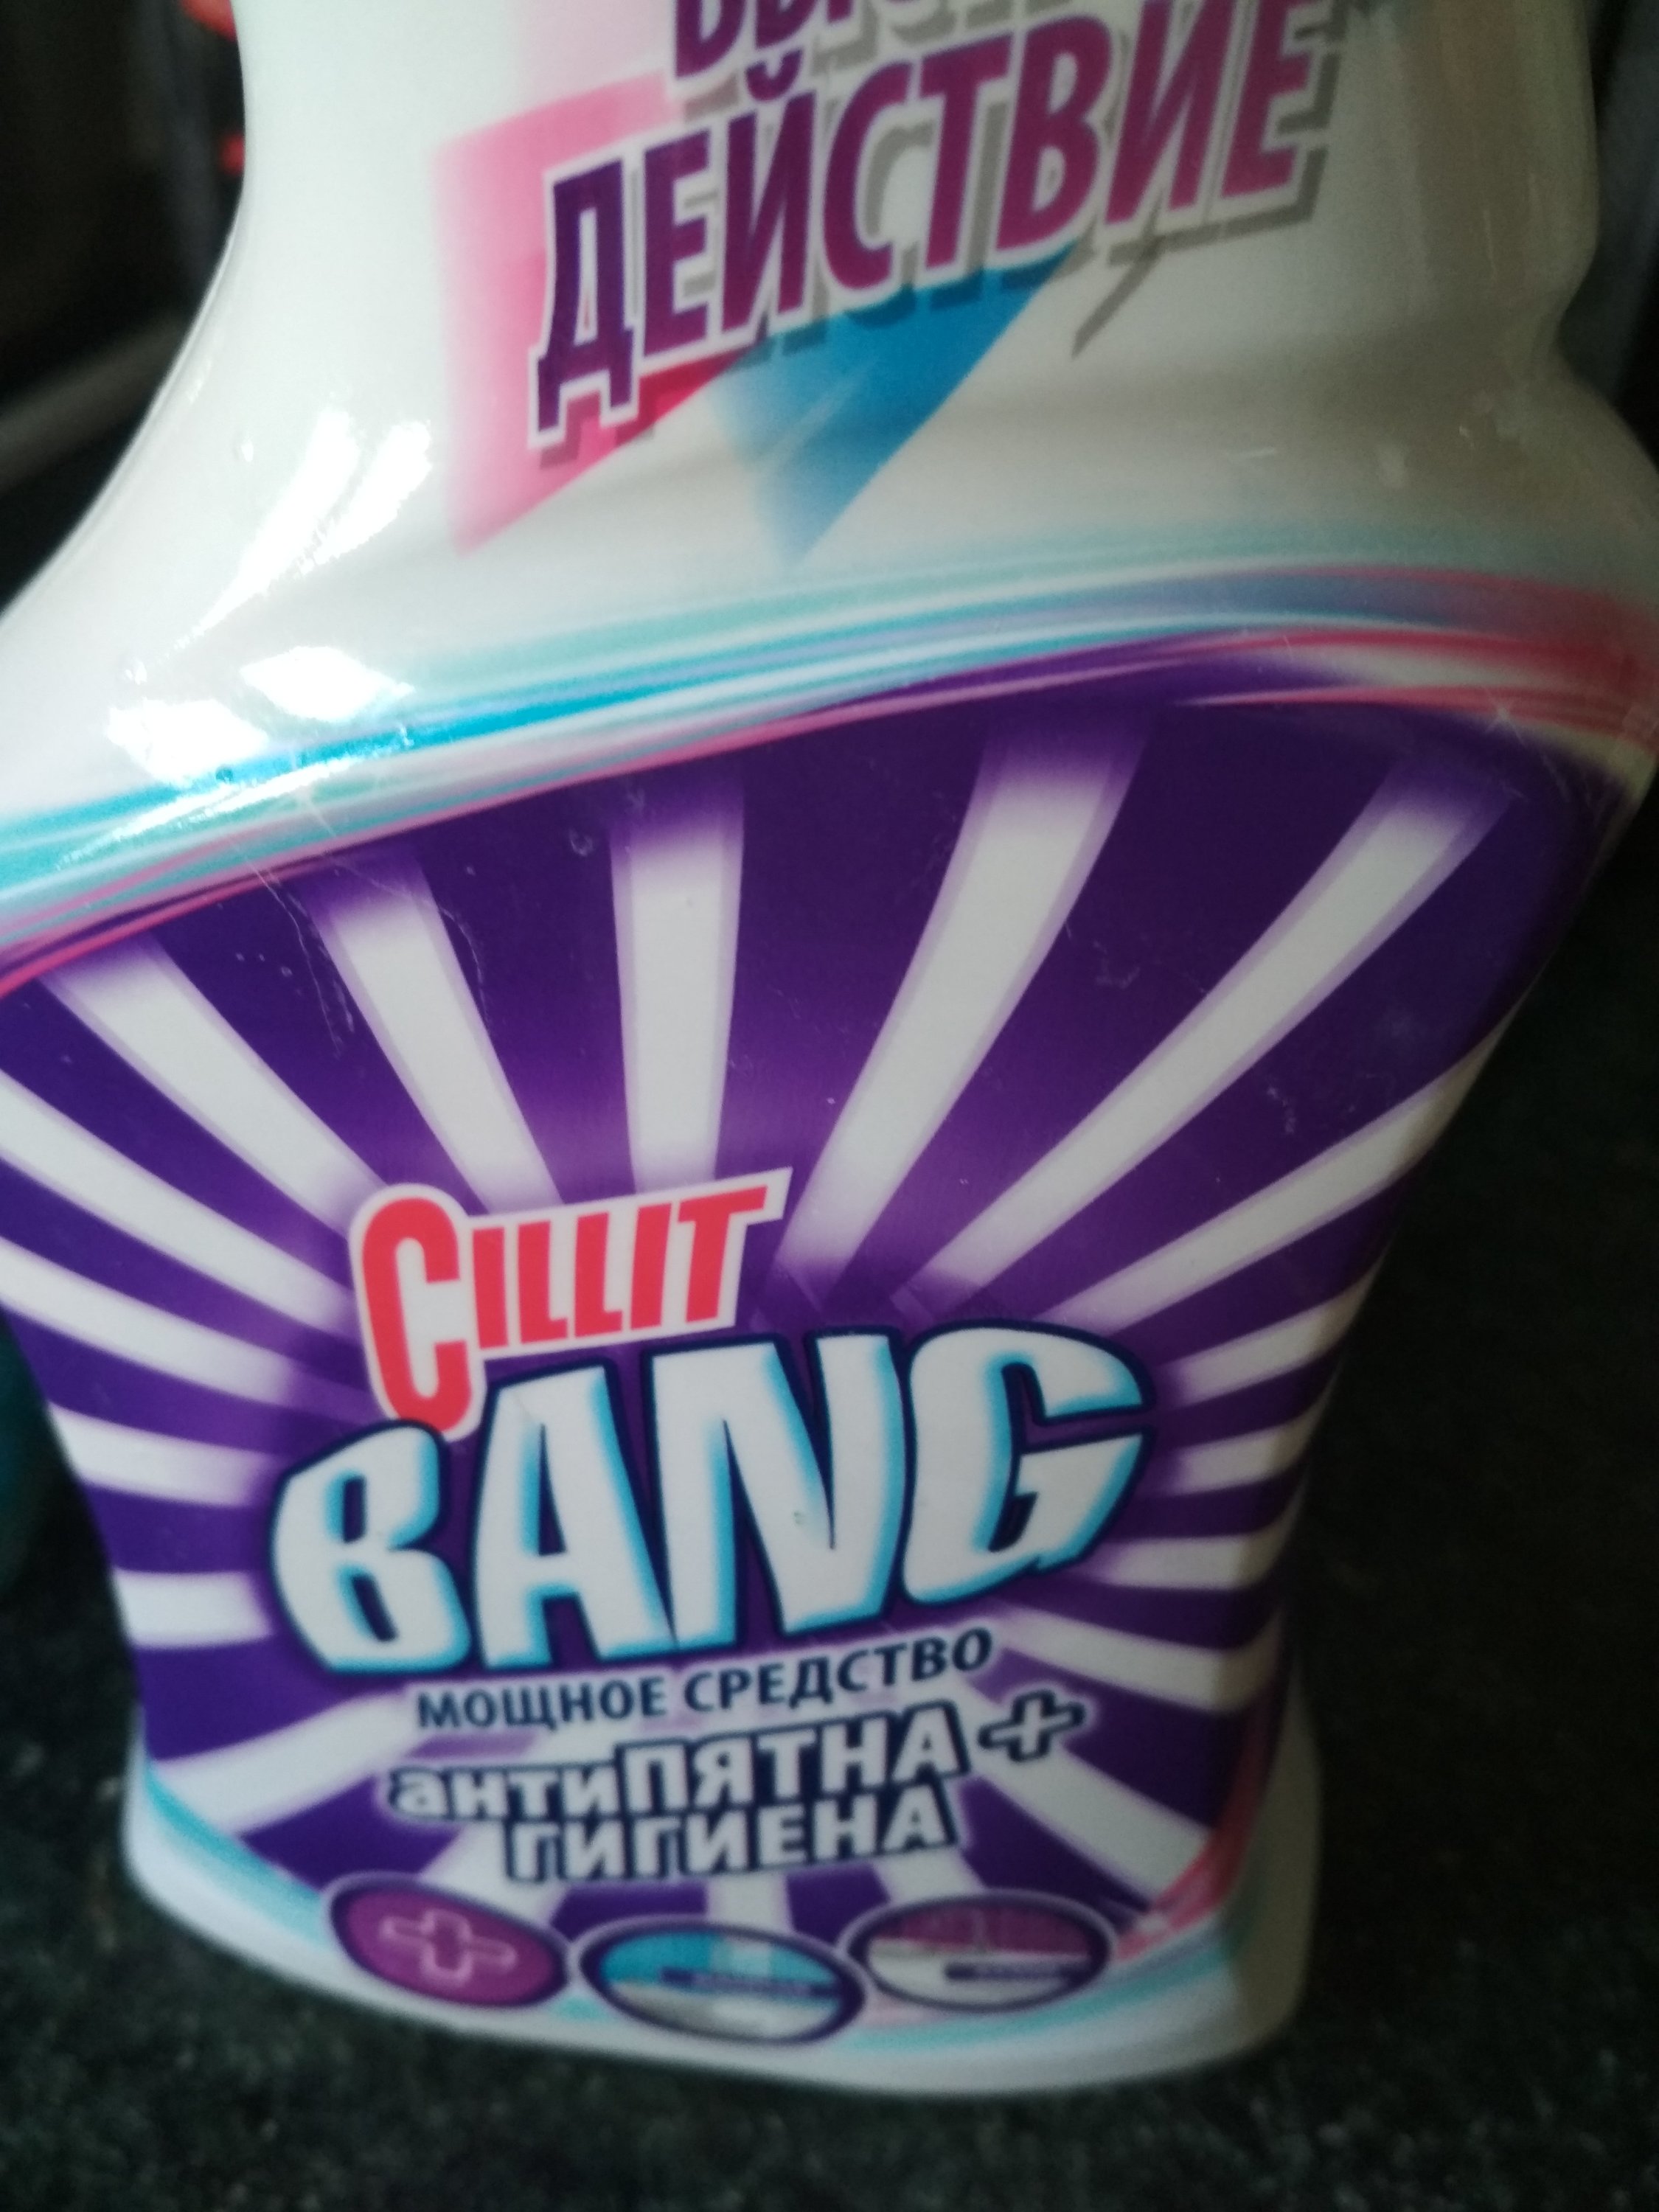 ДЕЙСТВИЕ
CILLIT
BANG
МОЩНОЕ СРЕДСТВО
антиПЯТНА+
ГИГИЕНА